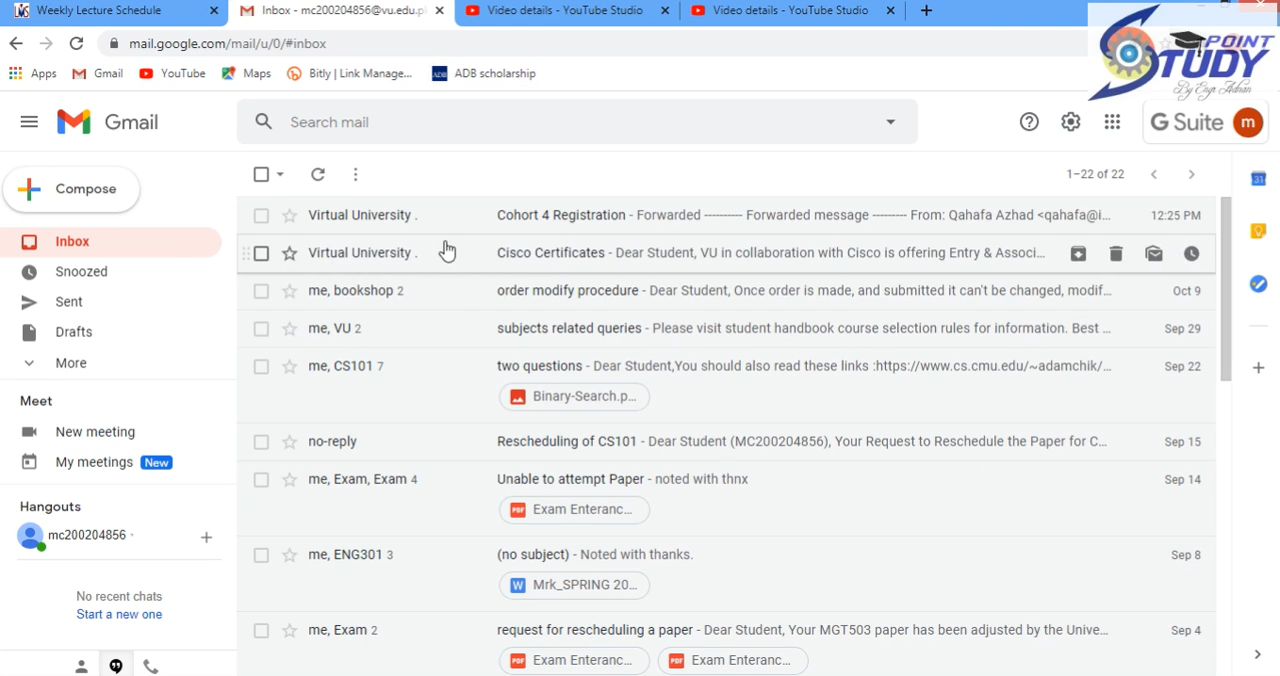 Weekly Lecture Schedule
Inbox - mc200204856@vu.edu.p
Video details - YouTube Studio
Video details - YouTube Studio
mail.google.com/mail/u/0/#inbox
Apps
Gmail
YouTube
Maps
Bitly | Link Manage...
ADB scholarship
POINT
STUDY
By Engr. Adnan
Gmail
Search mail
G Suite m
Compose
1–22 of 22
Inbox
Snoozed
Sent
Drafts
More
Meet
New meeting
My meetings New
Hangouts
mc200204856
No recent chats
Start a new one
Virtual University . Cohort 4 Registration - Forwarded ---------- Forwarded message --------- From: Qahafa Azhad <qahafa@i... 12:25 PM
Virtual University . Cisco Certificates - Dear Student, VU in collaboration with Cisco is offering Entry & Associ...
me, bookshop 2 order modify procedure - Dear Student, Once order is made, and submitted it can't be changed, modif... Oct 9
me, VU 2 subjects related queries - Please visit student handbook course selection rules for information. Best ... Sep 29
me, CS101 7 two questions - Dear Student,You should also read these links :https://www.cs.cmu.edu/~adamchik/... Sep 22
Binary-Search.p...
no-reply Rescheduling of CS101 - Dear Student (MC200204856), Your Request to Reschedule the Paper for C... Sep 15
me, Exam, Exam 4 Unable to attempt Paper - noted with thnx Sep 14
PDF Exam Enteranc...
me, ENG301 3 (no subject) - Noted with thanks. Sep 8
W Mrk_SPRING 20...
me, Exam 2 request for rescheduling a paper - Dear Student, Your MGT503 paper has been adjusted by the Unive... Sep 4
PDF Exam Enteranc... PDF Exam Enteranc...